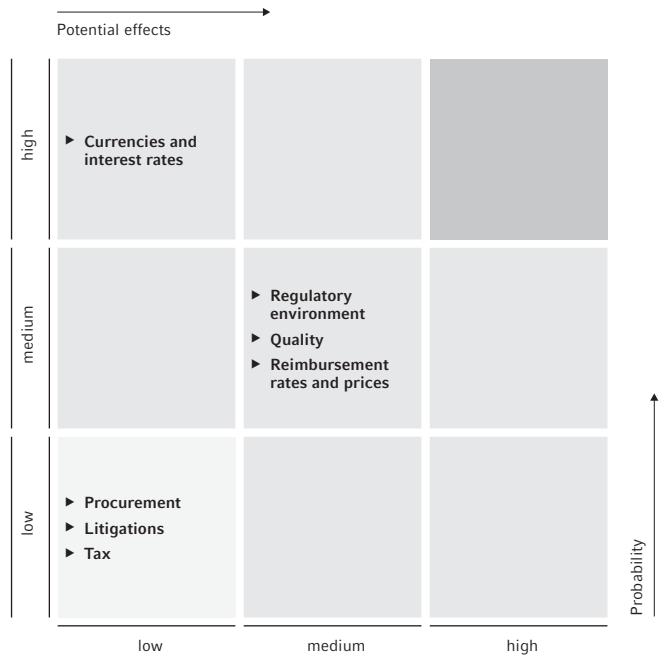 Potential effects
high
▶ Currencies and
interest rates
medium
▶ Regulatory
environment
▶ Quality
▶ Reimbursement
rates and prices
low
▶ Procurement
▶ Litigations
▶ Tax
Probability
low
medium
high